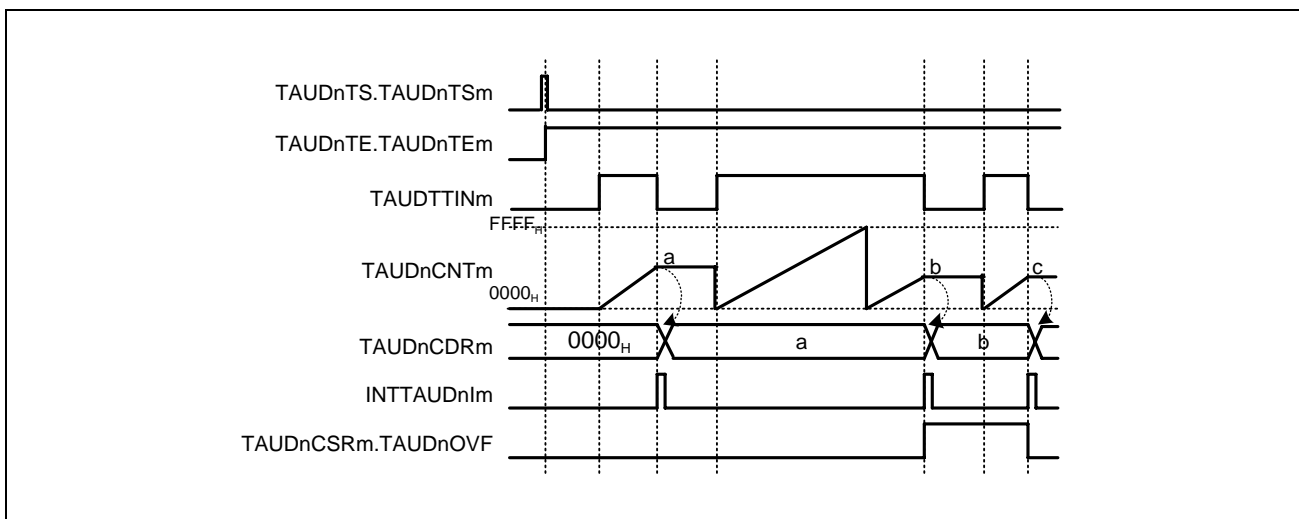 TAUDnTS.TAUDnTSm
TAUDnTE.TAUDnTEm
TAUDTTINm
FFFFH
TAUDnCNTm
a
b
c
0000H
TAUDnCDRm
0000H
a
b
INTTAUDnIm
TAUDnCSRm.TAUDnOVF